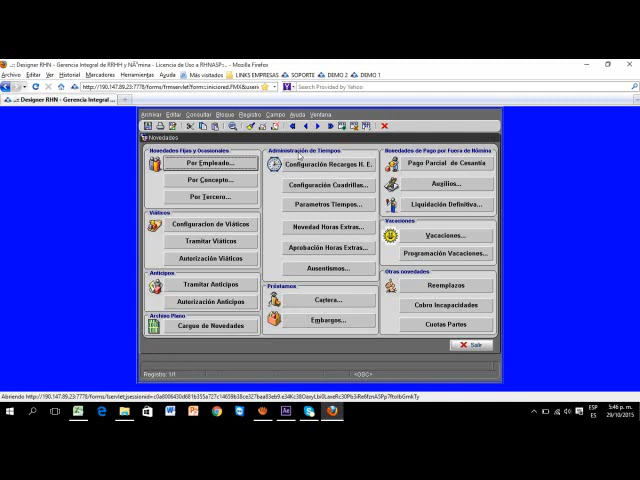 .:: Designer RHN - Gerencia Integral de RRHH y NÃ³mina - Licencia de Uso a RHNASP::. - Mozilla Firefox
Archivo Editar Ver Historial Marcadores Herramientas Ayuda Más visitados LINKS EMPRESAS SOPORTE DEMO 2 DEMO 1
Search Provided by Yahoo
.:: Designer RHN - Gerencia Integral ...
Archivar Editar Consultar Bloque Registro Campo Ayuda Ventana
Novedades
Novedades Fijas y Ocasionales
Por Empleado...
Por Concepto...
Por Tercero...
Viáticos
Configuracion de Viáticos
Tramitar Viáticos
Autorización Viáticos
Anticipos
Tramitar Anticipos
Autorización Anticipos
Archivo Plano
Cargue de Novedades
Administración de Tiempos
Configuración Recargos H. E.
Configuración Cuadrillas...
Parametros Tiempos...
Novedad Horas Extras...
Aprobación Horas Extras...
Ausentismos...
Préstamos
Cartera...
Embargos...
Novedades de Pago por Fuera de Nómina
Pago Parcial de Cesantía
Auxilios...
Liquidación Definitiva...
Vacaciones
Vacaciones...
Programación Vacaciones...
Otras novedades
Reemplazos
Cobro Incapacidades
Cuotas Partes
Salir
Registro: 1/1 <OSC>
ESP 5:46 p. m.
ES 29/10/2015